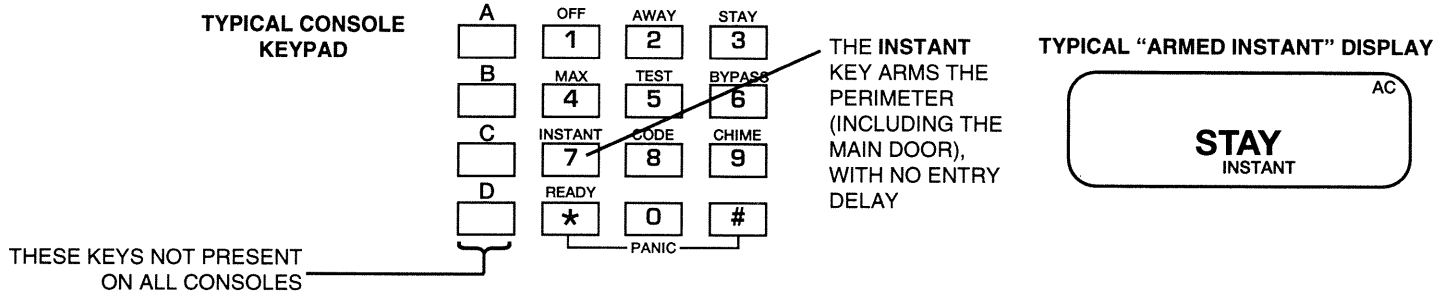 TYPICAL CONSOLE
KEYPAD
A OFF AWAY STAY
1 2 3
B MAX TEST BYPASS
4 5 6
C INSTANT CODE CHIME
7 8 9
D READY
* 0 #
PANIC
THESE KEYS NOT PRESENT
ON ALL CONSOLES
THE INSTANT
KEY ARMS THE
PERIMETER
(INCLUDING THE
MAIN DOOR),
WITH NO ENTRY
DELAY
TYPICAL “ARMED INSTANT” DISPLAY
AC
STAY
INSTANT